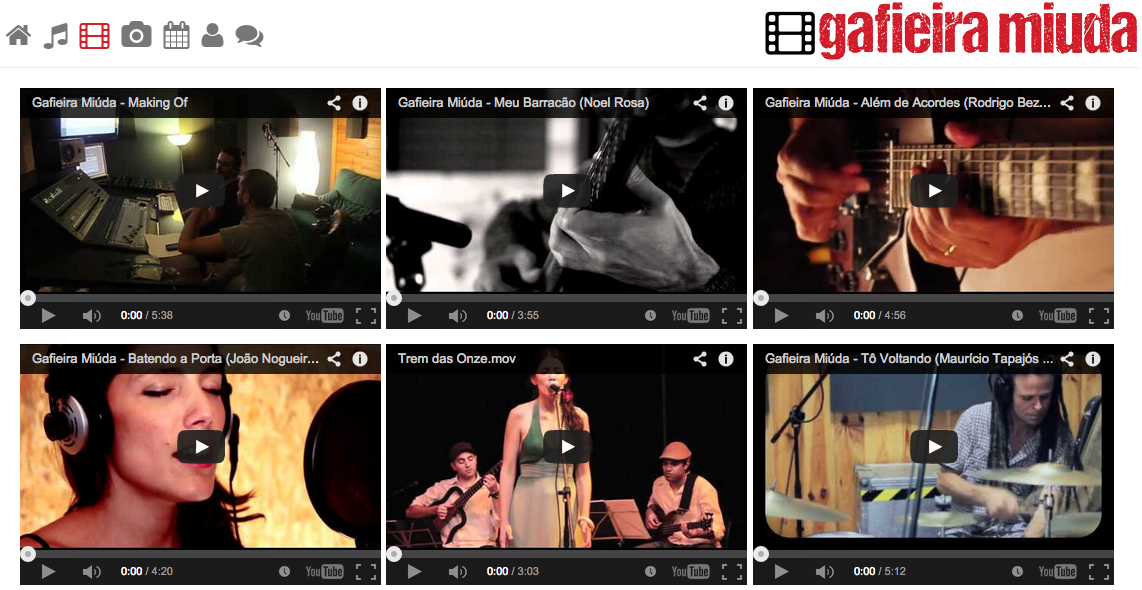 gafieira miuda
Gafieira Miúda - Making Of
Gafieira Miúda - Meu Barracão (Noel Rosa)
Gafieira Miúda - Além de Acordes (Rodrigo Bez...
0:00 / 5:38 YouTube
0:00 / 3:55 YouTube
0:00 / 4:56 YouTube
Gafieira Miúda - Batendo a Porta (João Nogueir...
Trem das Onze.mov
Gafieira Miúda - Tô Voltando (Maurício Tapajós ...
0:00 / 4:20 YouTube
0:00 / 3:03 YouTube
0:00 / 5:12 YouTube